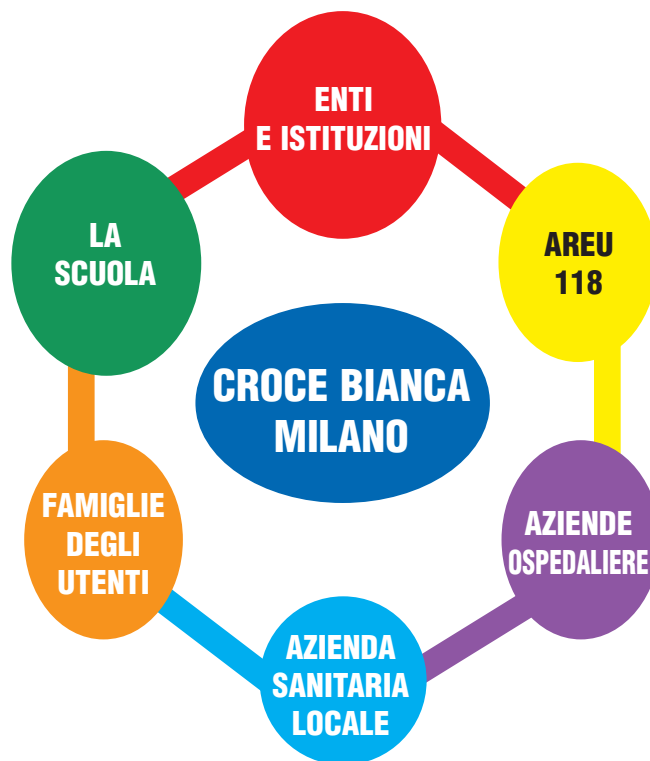 ENTI
E ISTITUZIONI
LA
SCUOLA
AREU
118
CROCE BIANCA
MILANO
FAMIGLIE
DEGLI
UTENTI
AZIENDE
OSPEDALIERE
AZIENDA
SANITARIA
LOCALE